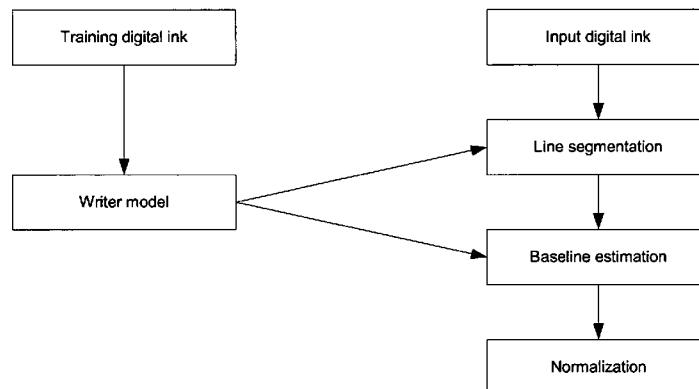 Training digital ink
Input digital ink
Line segmentation
Writer model
Baseline estimation
Normalization